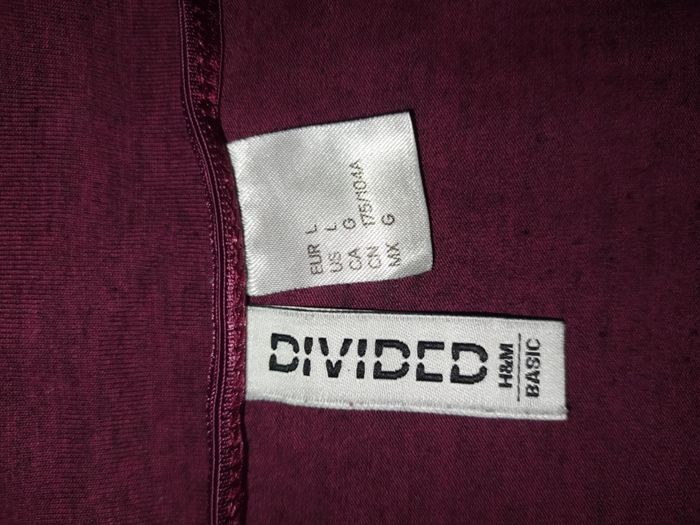 EUR L
US L
CA G
CN 175/104A
MX G
DIVIDED
H&M
BASIC